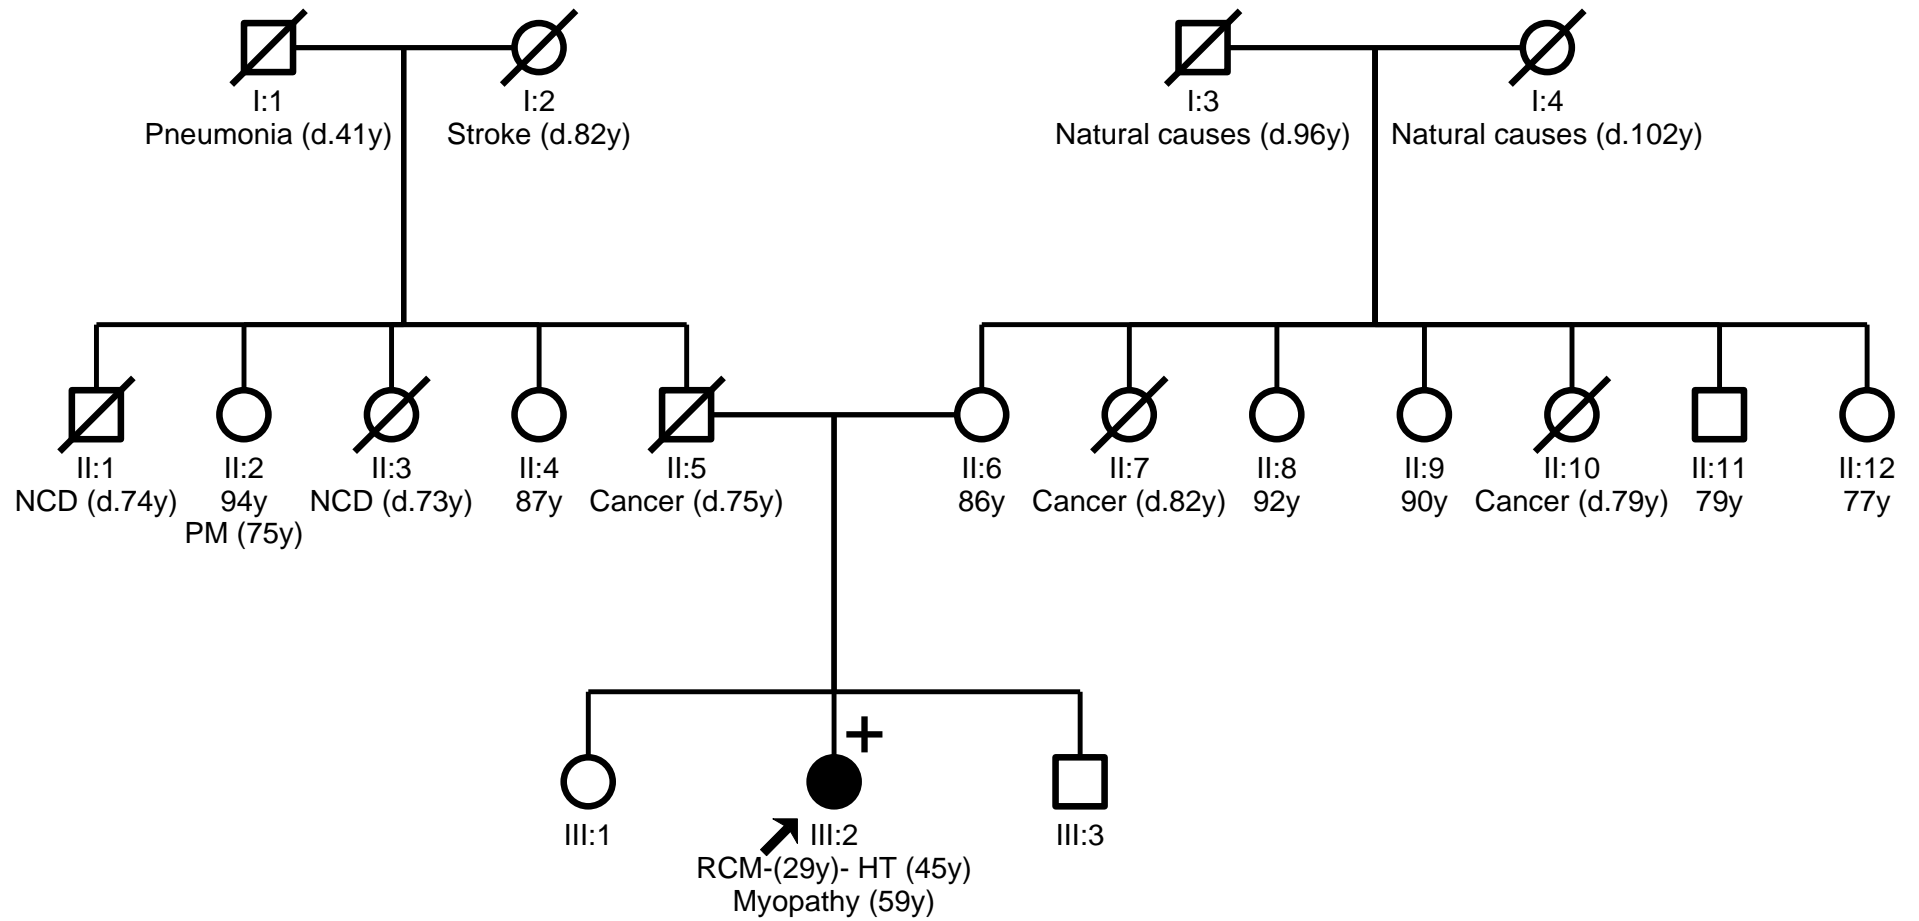 I:1
Pneumonia (d.41y)
I:2
Stroke (d.82y)
I:3
Natural causes (d.96y)
I:4
Natural causes (d.102y)
II:1
NCD (d.74y)
II:2
94y
PM (75y)
II:3
NCD (d.73y)
II:4
87y
II:5
Cancer (d.75y)
II:6
86y
II:7
Cancer (d.82y)
II:8
92y
II:9
90y
II:10
Cancer (d.79y)
II:11
79y
II:12
77y
+
III:1
III:2
RCM-(29y)- HT (45y)
Myopathy (59y)
III:3